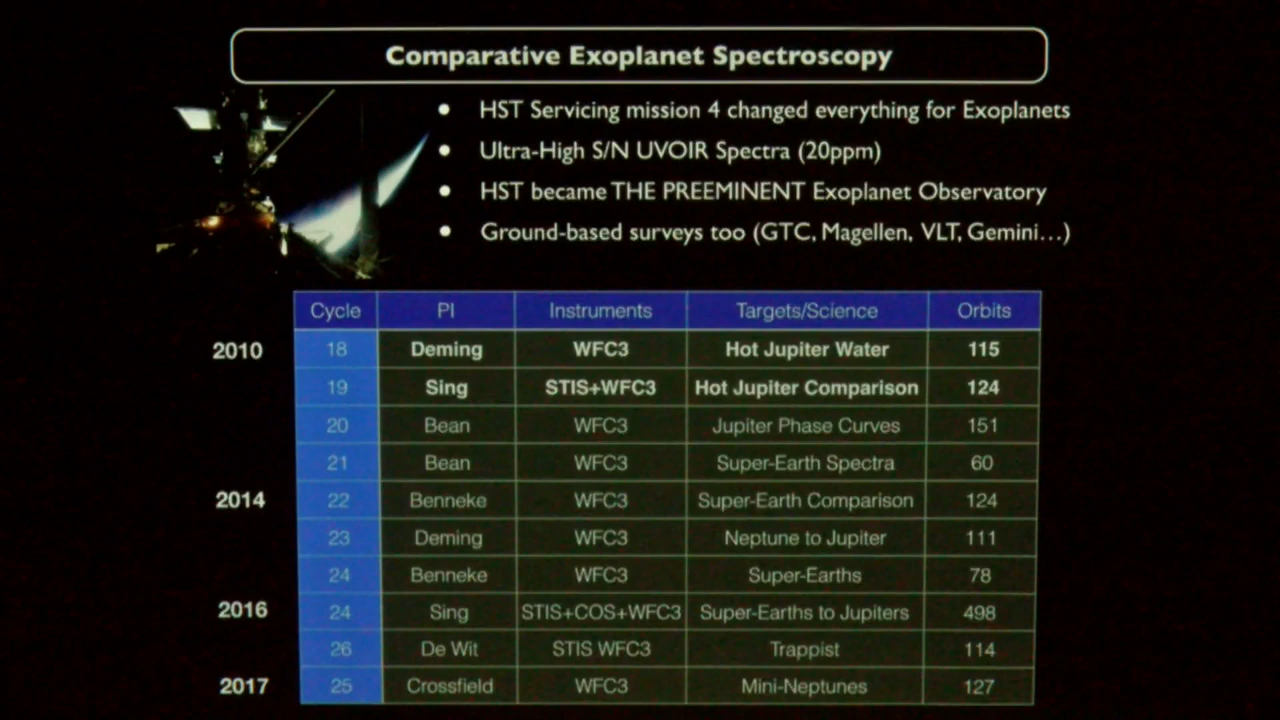 Comparative Exoplanet Spectroscopy
• HST Servicing mission 4 changed everything for Exoplanets
• Ultra-High S/N UVOIR Spectra (20ppm)
• HST became THE PREEMINENT Exoplanet Observatory
• Ground-based surveys too (GTC, Magellen, VLT, Gemini...)
Cycle PI Instruments Targets/Science Orbits
2010 18 Deming WFC3 Hot Jupiter Water 115
19 Sing STIS+WFC3 Hot Jupiter Comparison 124
20 Bean WFC3 Jupiter Phase Curves 151
21 Bean WFC3 Super-Earth Spectra 60
2014 22 Benneke WFC3 Super-Earth Comparison 124
23 Deming WFC3 Neptune to Jupiter 111
24 Benneke WFC3 Super-Earths 78
2016 24 Sing STIS+COS+WFC3 Super-Earths to Jupiters 498
26 De Wit STIS WFC3 Trappist 114
2017 25 Crossfield WFC3 Mini-Neptunes 127